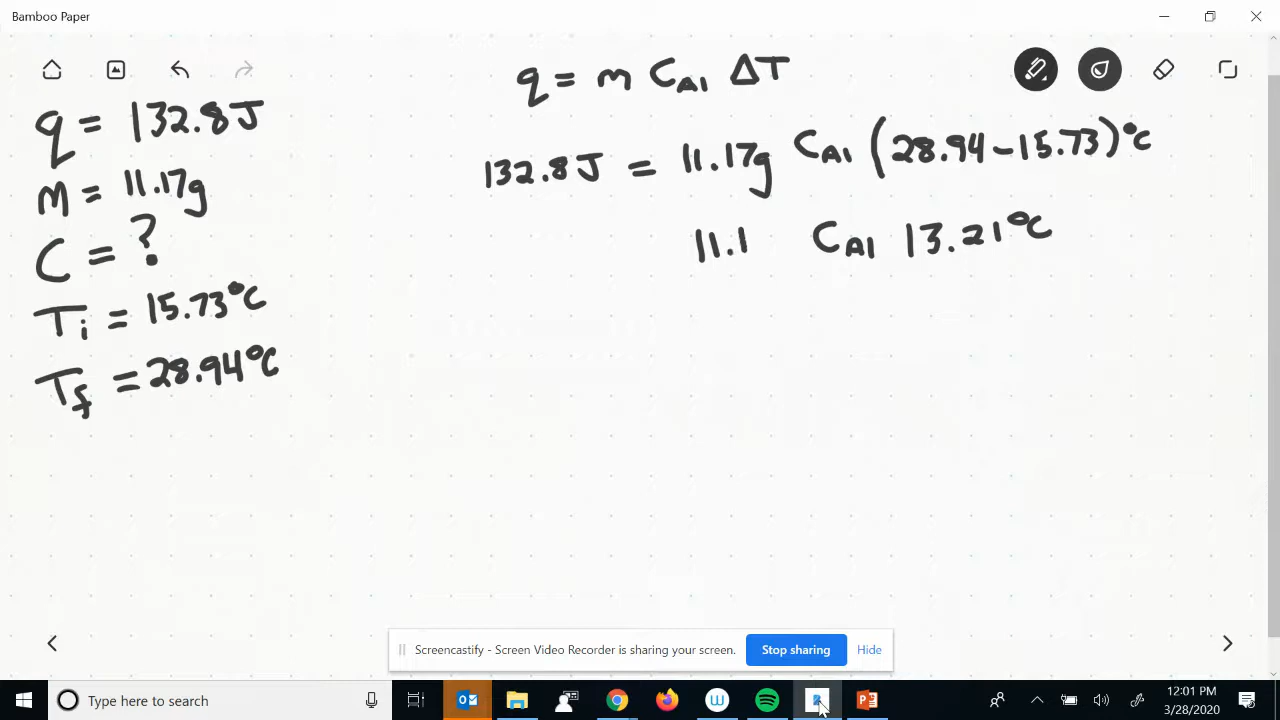 Bamboo Paper
q = m CAl ΔT
q = 132.8J
m = 11.17g
C = ?
Ti = 15.73°C
Tf = 28.94°C
132.8J = 11.17g CAl (28.94-15.73)°C
11.1 CAl 13.21°C
Screencastify - Screen Video Recorder is sharing your screen.
Stop sharing
Hide
Type here to search
12:01 PM
3/28/2020